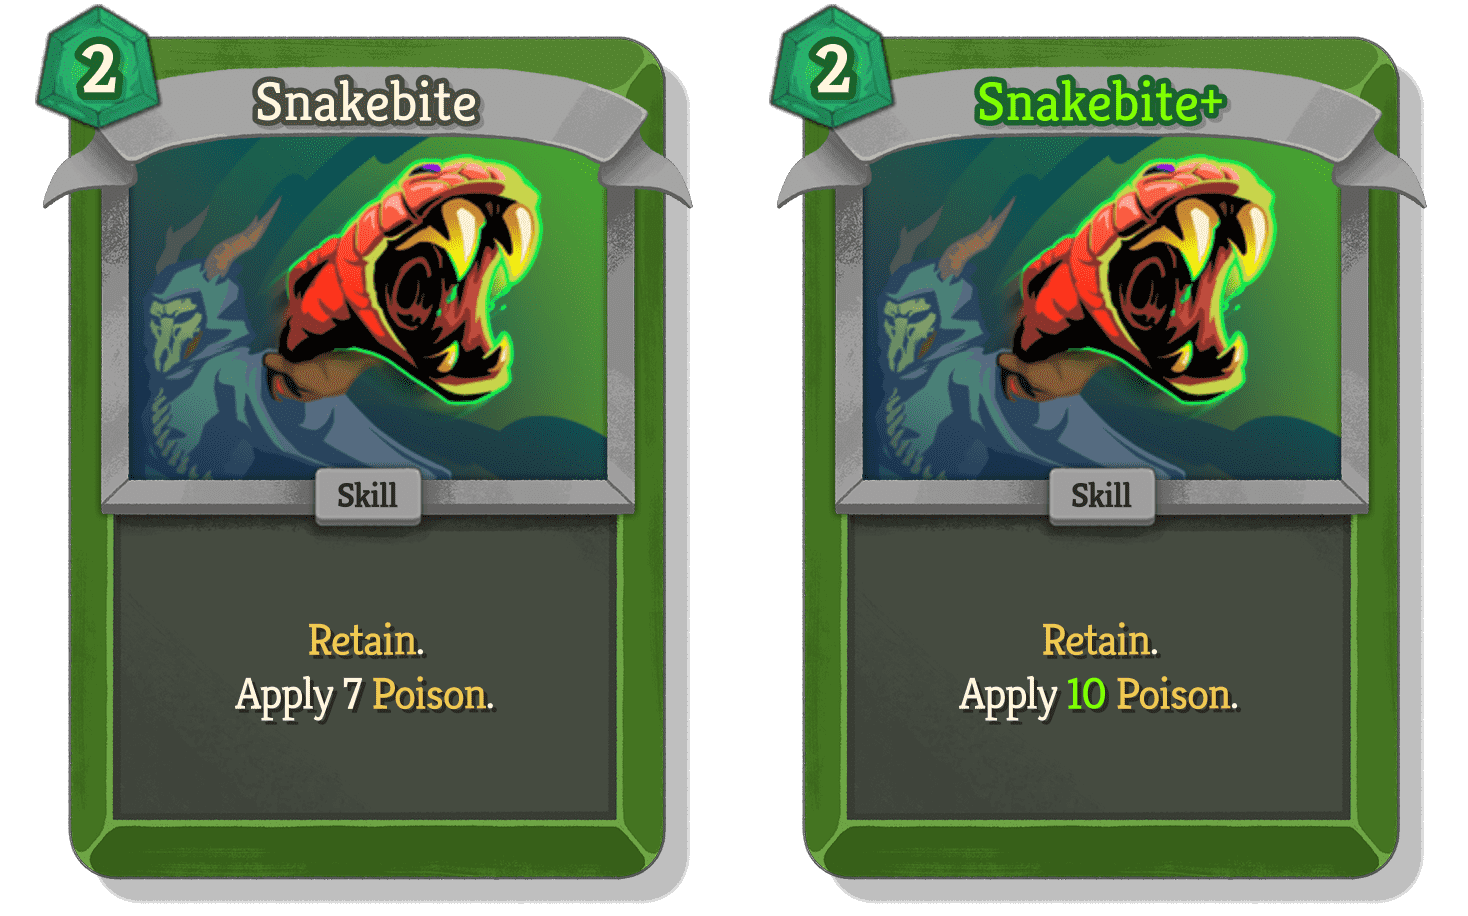 2
Snakebite
Skill
Retain.
Apply 7 Poison.
2
Snakebite+
Skill
Retain.
Apply 10 Poison.